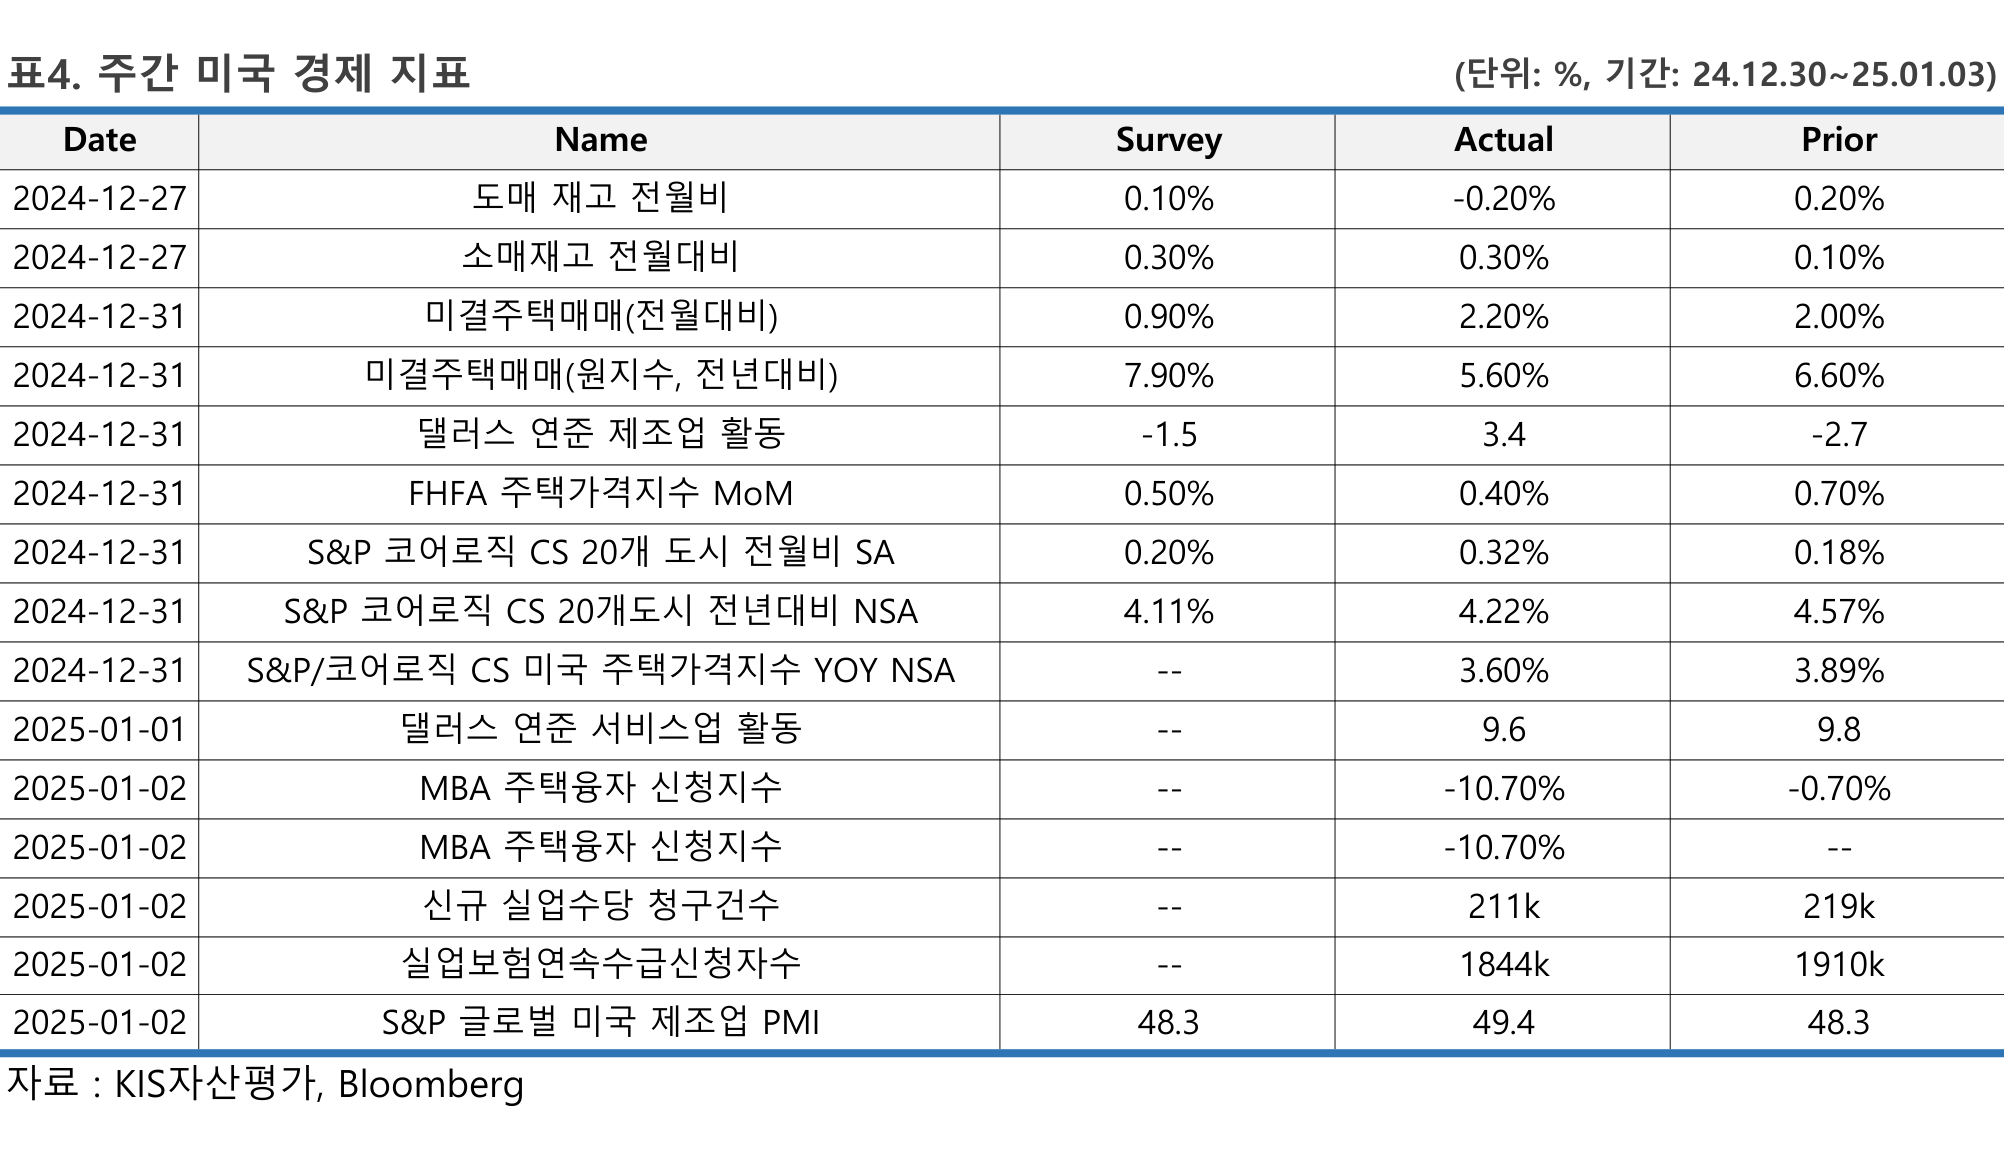 표4. 주간 미국 경제 지표 (단위: %, 기간: 24.12.30~25.01.03)
Date Name Survey Actual Prior
2024-12-27 도매 재고 전월비 0.10% -0.20% 0.20%
2024-12-27 소매재고 전월대비 0.30% 0.30% 0.10%
2024-12-31 미결주택매매(전월대비) 0.90% 2.20% 2.00%
2024-12-31 미결주택매매(원지수, 전년대비) 7.90% 5.60% 6.60%
2024-12-31 댈러스 연준 제조업 활동 -1.5 3.4 -2.7
2024-12-31 FHFA 주택가격지수 MoM 0.50% 0.40% 0.70%
2024-12-31 S&P 코어로직 CS 20개 도시 전월비 SA 0.20% 0.32% 0.18%
2024-12-31 S&P 코어로직 CS 20개도시 전년대비 NSA 4.11% 4.22% 4.57%
2024-12-31 S&P/코어로직 CS 미국 주택가격지수 YOY NSA -- 3.60% 3.89%
2025-01-01 댈러스 연준 서비스업 활동 -- 9.6 9.8
2025-01-02 MBA 주택융자 신청지수 -- -10.70% -0.70%
2025-01-02 MBA 주택융자 신청지수 -- -10.70% --
2025-01-02 신규 실업수당 청구건수 -- 211k 219k
2025-01-02 실업보험연속수급신청자수 -- 1844k 1910k
2025-01-02 S&P 글로벌 미국 제조업 PMI 48.3 49.4 48.3
자료 : KIS자산평가, Bloomberg